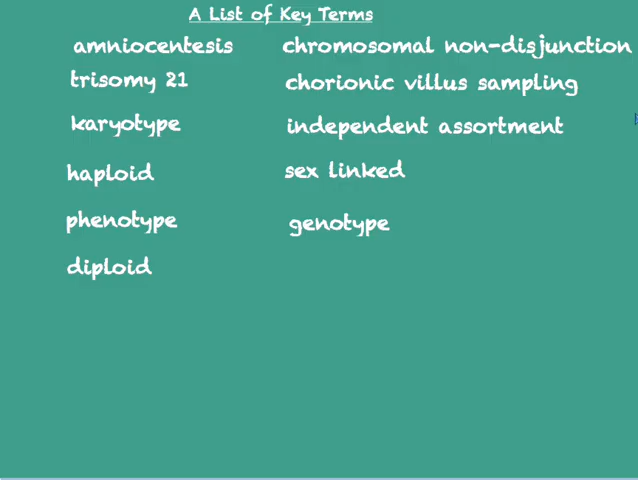 A List of Key Terms
amniocentesis chromosomal non-disjunction
trisomy 21 chorionic villus sampling
karyotype independent assortment
haploid sex linked
phenotype genotype
diploid